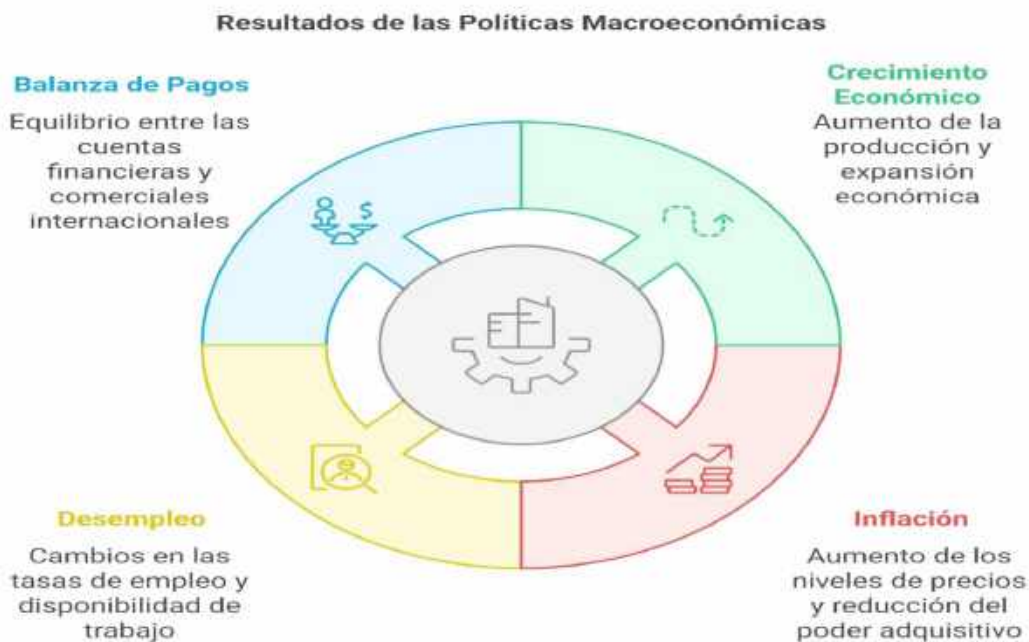 Resultados de las Políticas Macroeconómicas
Balanza de Pagos
Equilibrio entre las
cuentas
financieras y
comerciales
internacionales
Crecimiento
Económico
Aumento de la
producción y
expansión
económica
$
Desempleo
Cambios en las
tasas de empleo y
disponibilidad de
trabajo
Inflación
Aumento de los
niveles de precios
y reducción del
poder adquisitivo